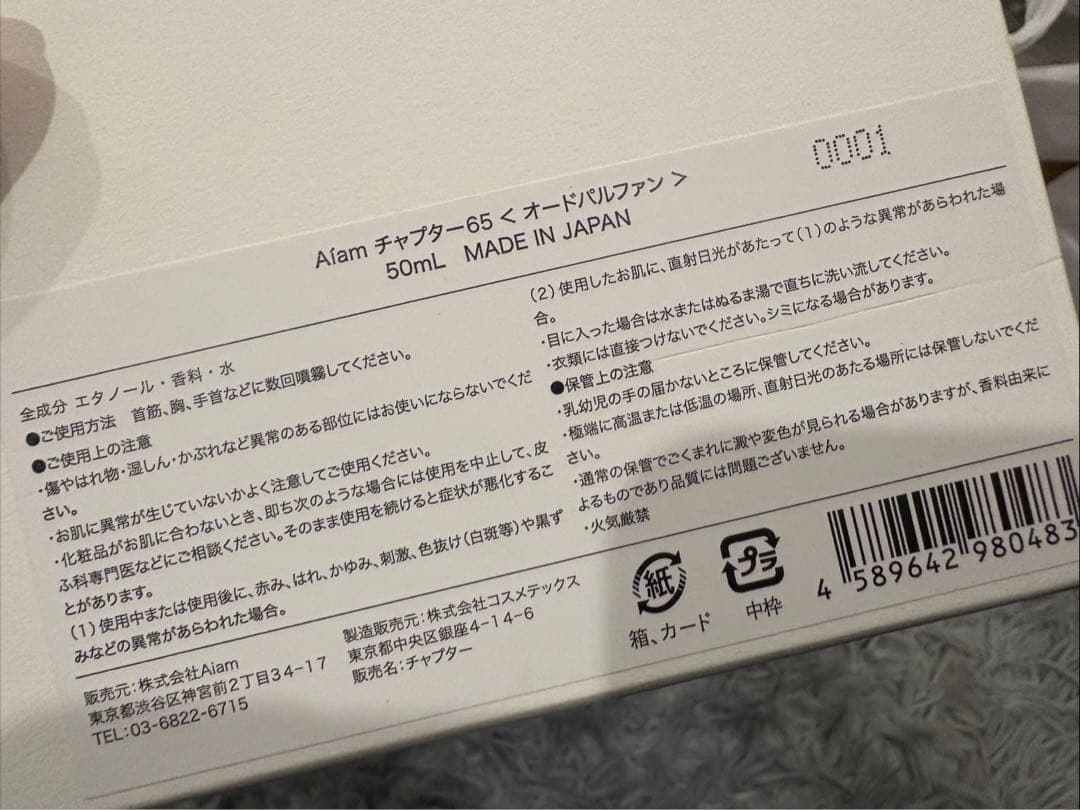 0001
Aíam チャプター65 < オードパルファン >
50mL MADE IN JAPAN
全成分 エタノール・香料・水
●ご使用方法 首筋、胸、手首などに数回噴霧してください。
●ご使用上の注意
・傷やはれ物・湿しん・かぶれなど異常のある部位にはお使いにならないでくだ
さい。
・お肌に異常が生じていないかよく注意してご使用ください。
・化粧品がお肌に合わないとき、即ち次のような場合には使用を中止して、皮
ふ科専門医などにご相談ください。そのまま使用を続けると症状が悪化するこ
とがあります。
(1)使用中または使用後に、赤み、はれ、かゆみ、刺激、色抜け(白斑等)や黒ず
みなどの異常があらわれた場合。
(2)使用したお肌に、直射日光があたって(1)のような異常があらわれた場
合。
・目に入った場合は水またはぬるま湯で直ちに洗い流してください。
・衣類には直接つけないでください。シミになる場合があります。
●保管上の注意
・乳幼児の手の届かないところに保管してください。
・極端に高温または低温の場所、直射日光のあたる場所には保管しないでくだ
さい。
・通常の保管でごくまれに澱や変色が見られる場合がありますが、香料由来に
よるものであり品質には問題ございません。
・火気厳禁
販売元:株式会社Aiam
東京都渋谷区神宮前2丁目34-17
TEL:03-6822-6715
製造販売元:株式会社コスメテックス
東京都中央区銀座4-14-6
販売名:チャプター
紙
箱、カード
プラ
中枠
4 589642 980483